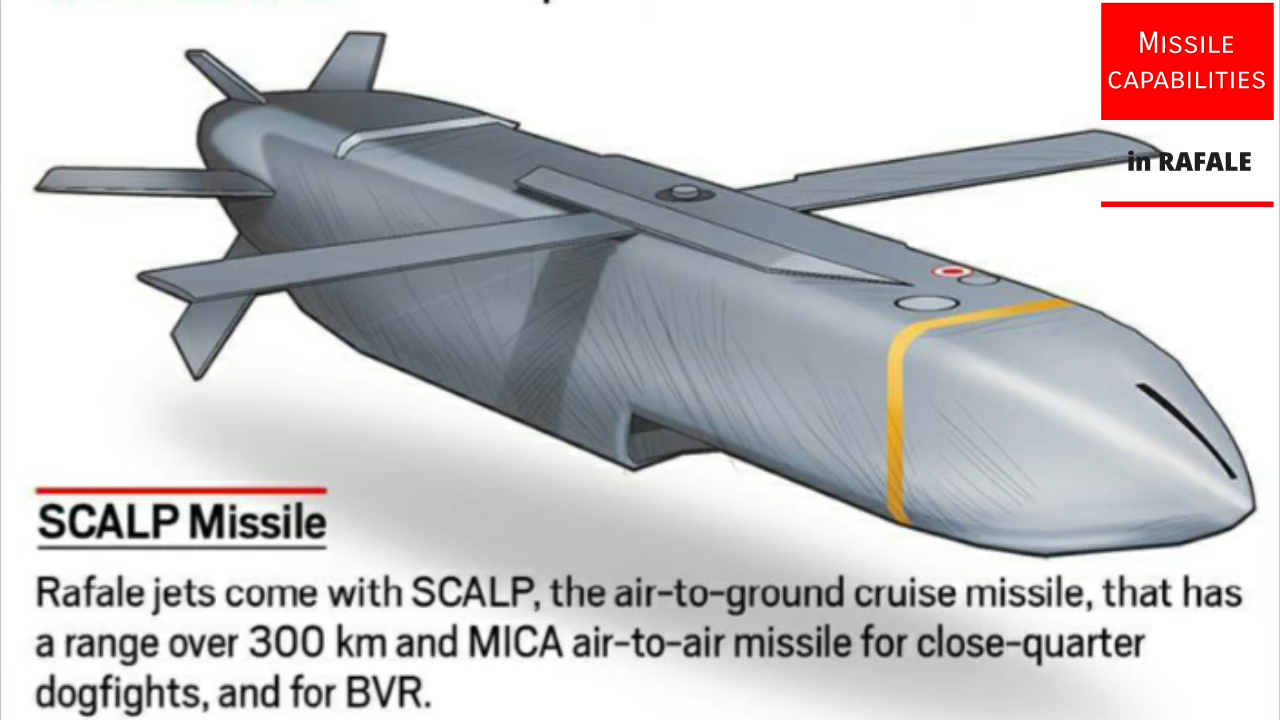 MISSILE
CAPABILITIES
in RAFALE
SCALP Missile
Rafale jets come with SCALP, the air-to-ground cruise missile, that has
a range over 300 km and MICA air-to-air missile for close-quarter
dogfights, and for BVR.